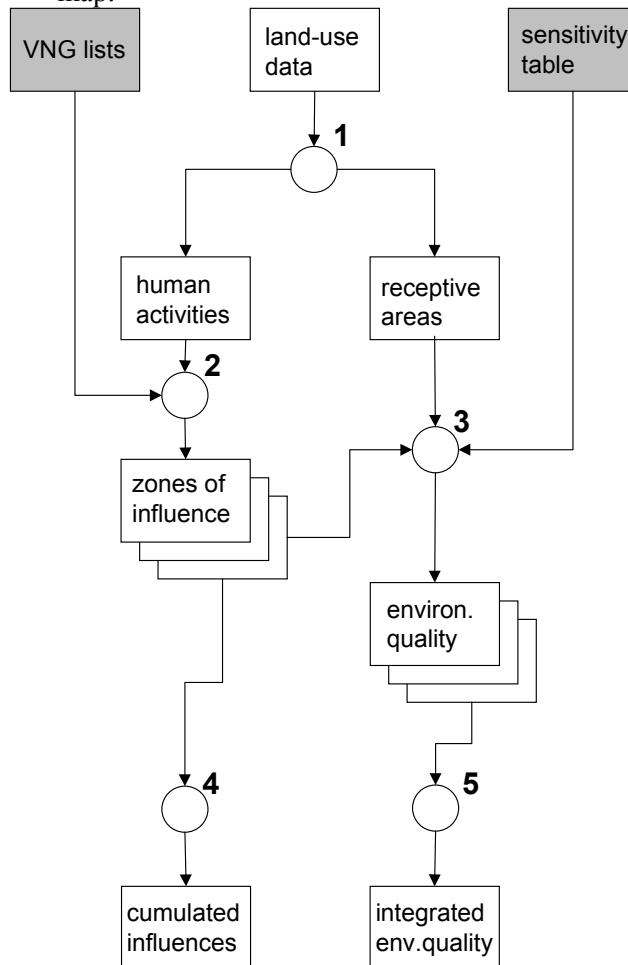 map.
VNG lists
land-use
data
sensitivity
table
1
human
activities
receptive
areas
2
3
zones of
influence
environ.
quality
4
5
cumulated
influences
integrated
env.quality